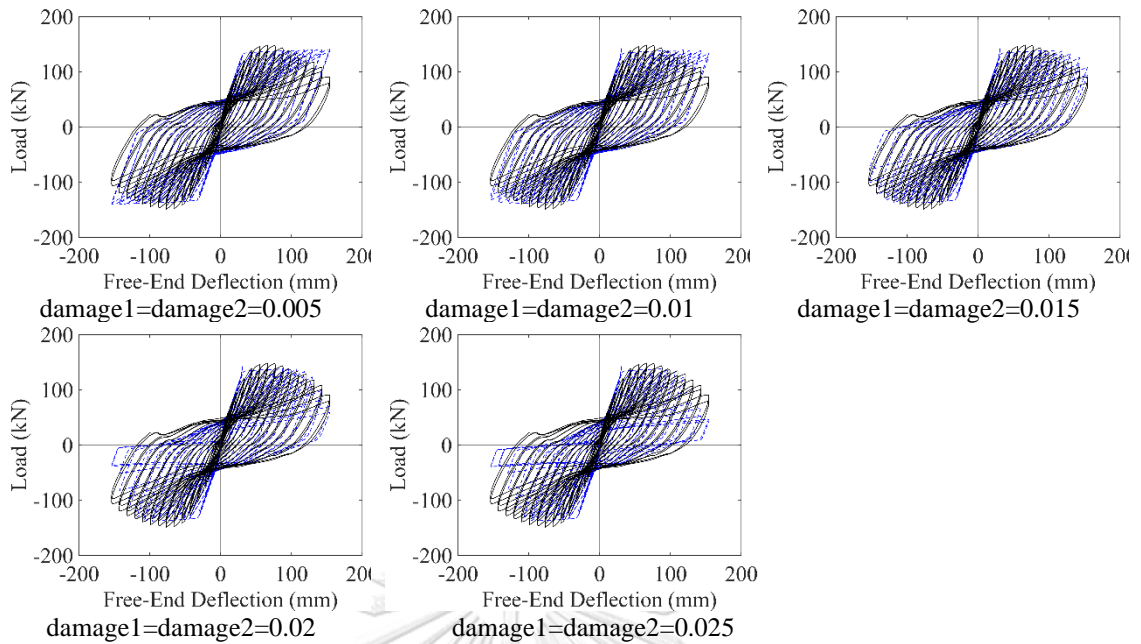 200
100
0
-100
-200
Load (kN)
-200 -100 0 100 200
Free-End Deflection (mm)
damage1=damage2=0.005
200
100
0
-100
-200
Load (kN)
-200 -100 0 100 200
Free-End Deflection (mm)
damage1=damage2=0.01
200
100
0
-100
-200
Load (kN)
-200 -100 0 100 200
Free-End Deflection (mm)
damage1=damage2=0.015
200
100
0
-100
-200
Load (kN)
-200 -100 0 100 200
Free-End Deflection (mm)
damage1=damage2=0.02
200
100
0
-100
-200
Load (kN)
-200 -100 0 100 200
Free-End Deflection (mm)
damage1=damage2=0.025